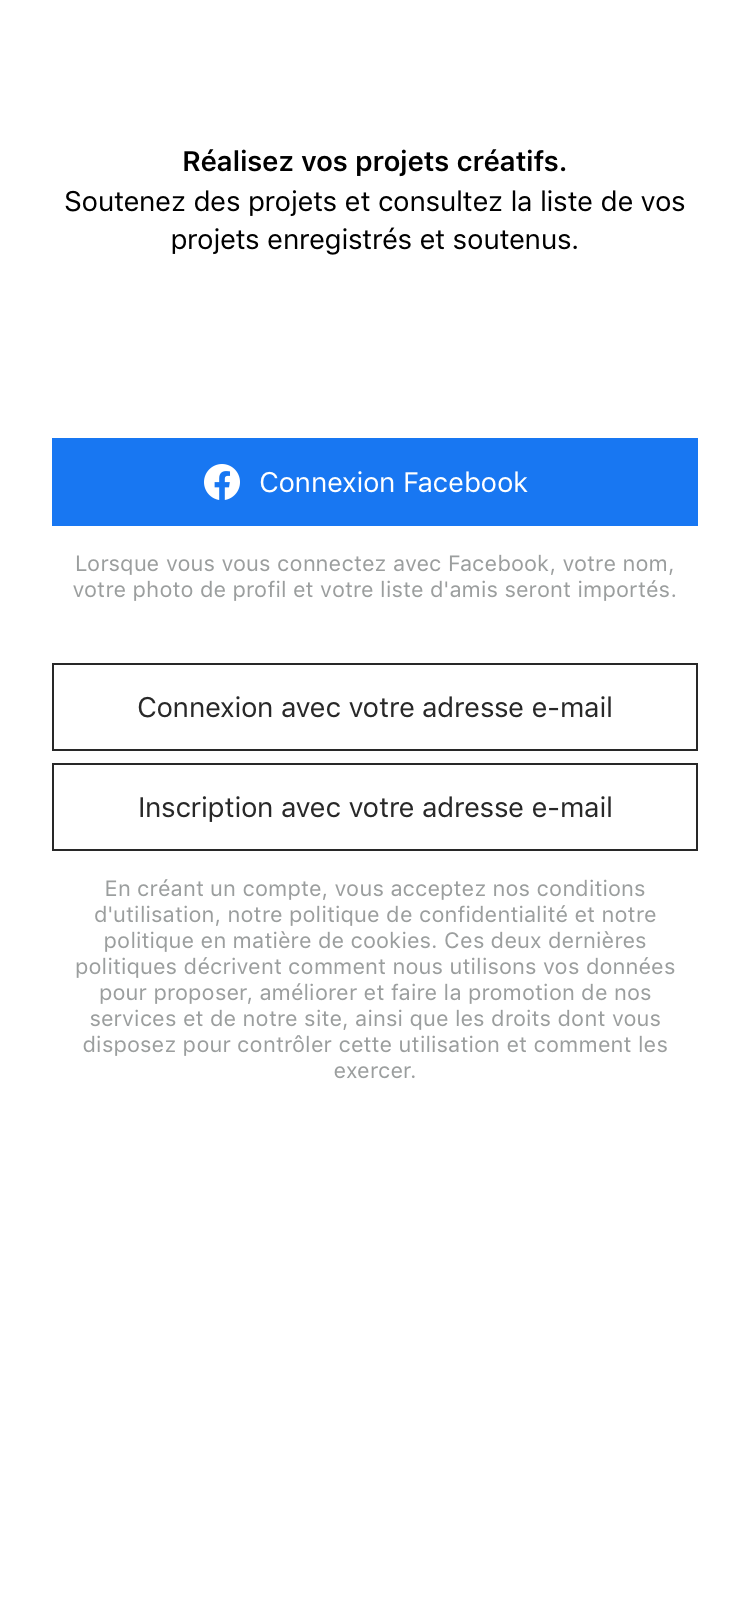 Réalisez vos projets créatifs.
Soutenez des projets et consultez la liste de vos
projets enregistrés et soutenus.
Connexion Facebook
Lorsque vous vous connectez avec Facebook, votre nom,
votre photo de profil et votre liste d'amis seront importés.
Connexion avec votre adresse e-mail
Inscription avec votre adresse e-mail
En créant un compte, vous acceptez nos conditions
d'utilisation, notre politique de confidentialité et notre
politique en matière de cookies. Ces deux dernières
politiques décrivent comment nous utilisons vos données
pour proposer, améliorer et faire la promotion de nos
services et de notre site, ainsi que les droits dont vous
disposez pour contrôler cette utilisation et comment les
exercer.